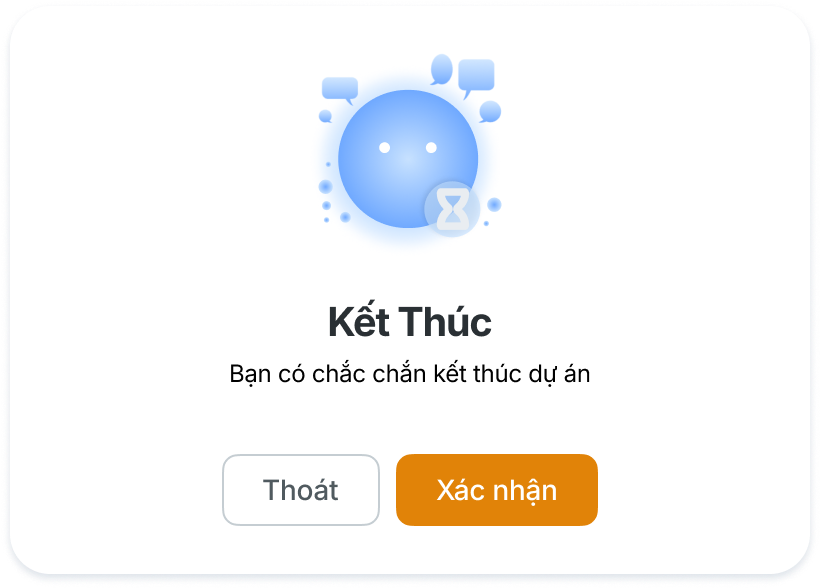 Kết Thúc
Bạn có chắc chắn kết thúc dự án
Thoát
Xác nhận